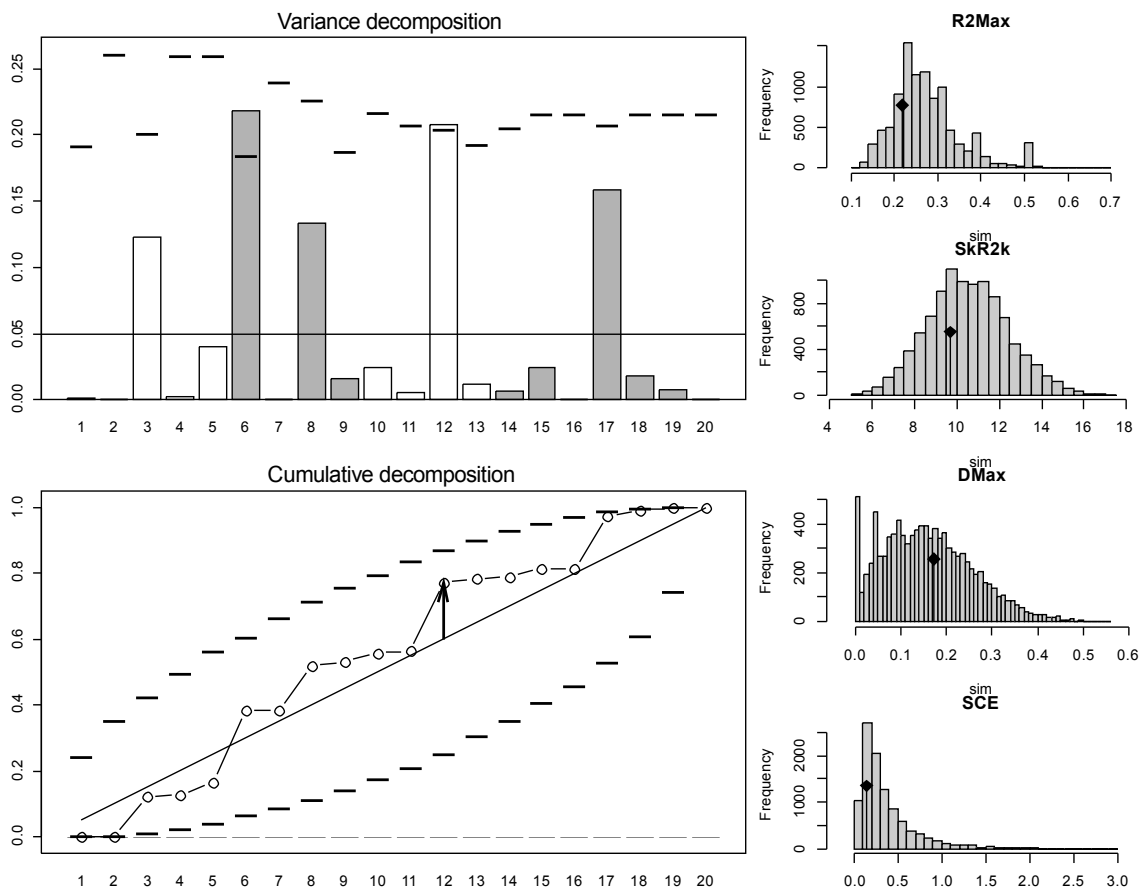 Variance decomposition
0.25
0.20
0.15
0.10
0.05
0.00
1 2 3 4 5 6 7 8 9 10 11 12 13 14 15 16 17 18 19 20
Cumulative decomposition
1.0
0.8
0.6
0.4
0.2
0.0
1 2 3 4 5 6 7 8 9 10 11 12 13 14 15 16 17 18 19 20
R2Max
Frequency
1000
500
0
0.1 0.2 0.3 0.4 0.5 0.6 0.7
sim
SkR2k
Frequency
800
400
0
4 6 8 10 12 14 16 18
sim
DMax
Frequency
400
200
0
0.0 0.1 0.2 0.3 0.4 0.5 0.6
sim
SCE
Frequency
2000
1000
0
0.0 0.5 1.0 1.5 2.0 2.5 3.0